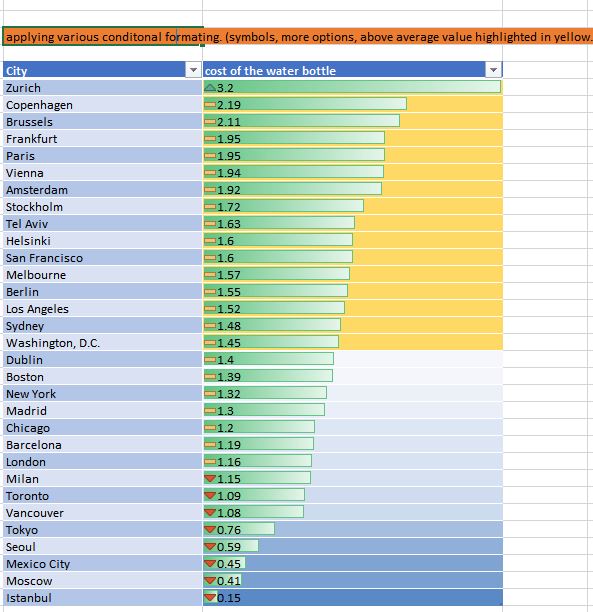 applying various conditonal formating. (symbols, more options, above average value highlighted in yellow.
City cost of the water bottle
Zurich 3.2
Copenhagen 2.19
Brussels 2.11
Frankfurt 1.95
Paris 1.95
Vienna 1.94
Amsterdam 1.92
Stockholm 1.72
Tel Aviv 1.63
Helsinki 1.6
San Francisco 1.6
Melbourne 1.57
Berlin 1.55
Los Angeles 1.52
Sydney 1.48
Washington, D.C. 1.45
Dublin 1.4
Boston 1.39
New York 1.32
Madrid 1.3
Chicago 1.2
Barcelona 1.19
London 1.16
Milan 1.15
Toronto 1.09
Vancouver 1.08
Tokyo 0.76
Seoul 0.59
Mexico City 0.45
Moscow 0.41
Istanbul 0.15